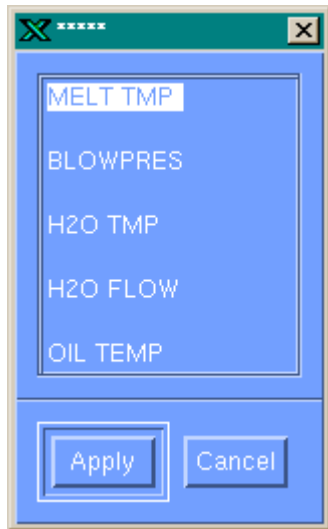 *****
MELT TMP
BLOWPRES
H2O TMP
H2O FLOW
OIL TEMP
Apply Cancel